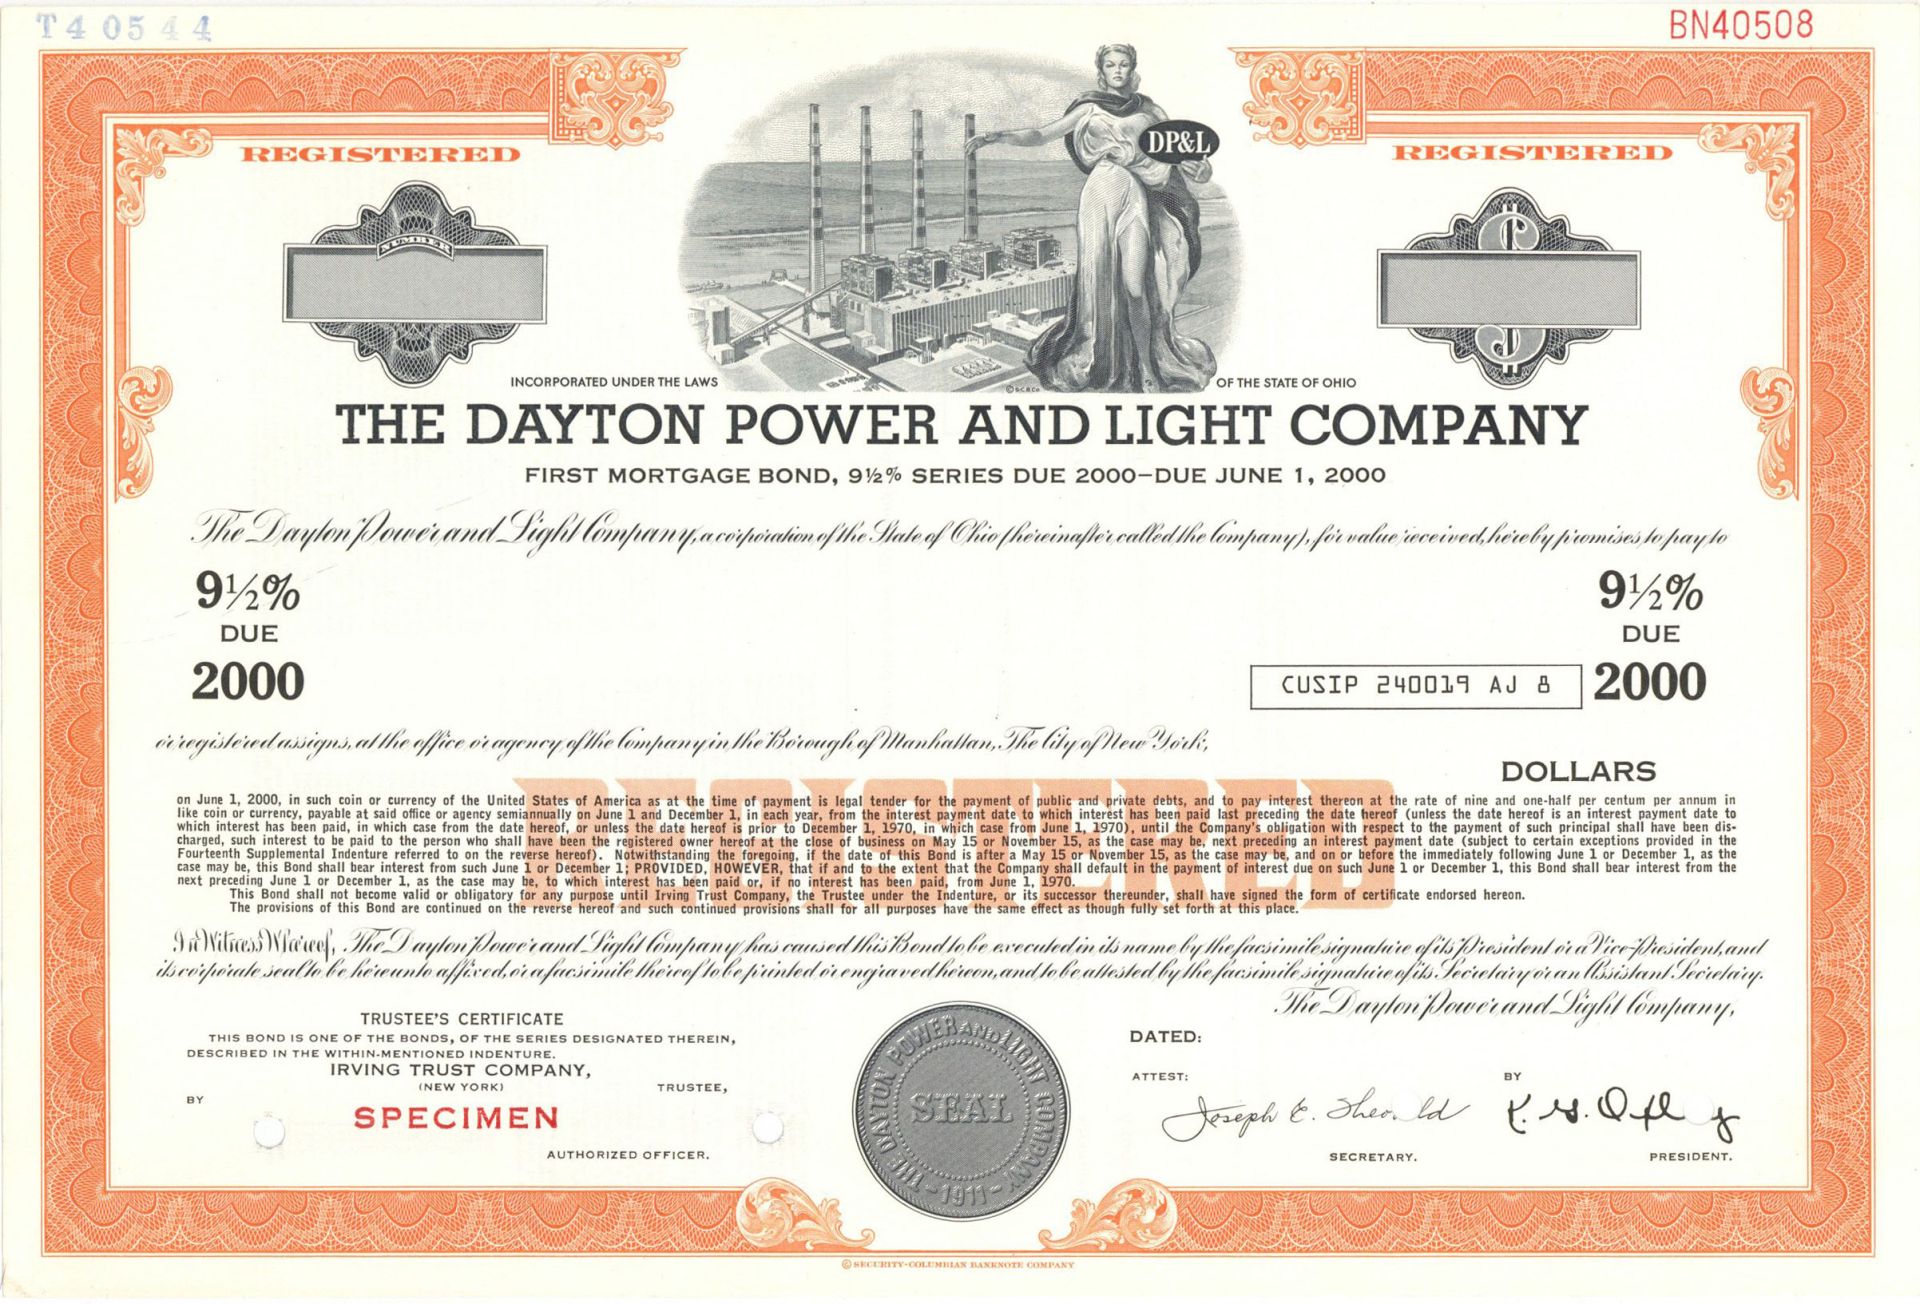 T40544
BN40508
REGISTERED
REGISTERED
DP&L
NUMBER
$
$
© S.C.B.Co.
INCORPORATED UNDER THE LAWS OF THE STATE OF OHIO
THE DAYTON POWER AND LIGHT COMPANY
FIRST MORTGAGE BOND, 9½% SERIES DUE 2000—DUE JUNE 1, 2000
The Dayton Power and Light Company, a corporation of the State of Ohio (hereinafter called the Company), for value received, hereby promises to pay to
9½%
DUE
2000
9½%
DUE
2000
CUSIP 240019 AJ 8
or registered assigns, at the office or agency of the Company in the Borough of Manhattan, The City of New York,
DOLLARS
REGISTERED
on June 1, 2000, in such coin or currency of the United States of America as at the time of payment is legal tender for the payment of public and private debts, and to pay interest thereon at the rate of nine and one-half per centum per annum in
like coin or currency, payable at said office or agency semiannually on June 1 and December 1, in each year, from the interest payment date to which interest has been paid last preceding the date hereof (unless the date hereof is an interest payment date to
which interest has been paid, in which case from the date hereof, or unless the date hereof is prior to December 1, 1970, in which case from June 1, 1970), until the Company's obligation with respect to the payment of such principal shall have been dis-
charged, such interest to be paid to the person who shall have been the registered owner hereof at the close of business on May 15 or November 15, as the case may be, next preceding an interest payment date (subject to certain exceptions provided in the
Fourteenth Supplemental Indenture referred to on the reverse hereof). Notwithstanding the foregoing, if the date of this Bond is after a May 15 or November 15, as the case may be, and on or before the immediately following June 1 or December 1, as the
case may be, this Bond shall bear interest from such June 1 or December 1; PROVIDED, HOWEVER, that if and to the extent that the Company shall default in the payment of interest due on such June 1 or December 1, this Bond shall bear interest from the
next preceding June 1 or December 1, as the case may be, to which interest has been paid or, if no interest has been paid, from June 1, 1970.
This Bond shall not become valid or obligatory for any purpose until Irving Trust Company, the Trustee under the Indenture, or its successor thereunder, shall have signed the form of certificate endorsed hereon.
The provisions of this Bond are continued on the reverse hereof and such continued provisions shall for all purposes have the same effect as though fully set forth at this place.
In Witness Whereof, The Dayton Power and Light Company has caused this Bond to be executed in its name by the facsimile signature of its President or a Vice-President, and
its corporate seal to be hereunto affixed, or a facsimile thereof to be printed or engraved hereon, and to be attested by the facsimile signature of its Secretary or an Assistant Secretary.
The Dayton Power and Light Company,
TRUSTEE'S CERTIFICATE
THIS BOND IS ONE OF THE BONDS, OF THE SERIES DESIGNATED THEREIN,
DESCRIBED IN THE WITHIN-MENTIONED INDENTURE.
IRVING TRUST COMPANY,
(NEW YORK) TRUSTEE,
BY
SPECIMEN
AUTHORIZED OFFICER.
THE DAYTON POWER AND LIGHT COMPANY
SEAL
1911
DATED:
ATTEST:
BY
Joseph E.
SECRETARY.
PRESIDENT.
© SECURITY-COLUMBIAN BANKNOTE COMPANY